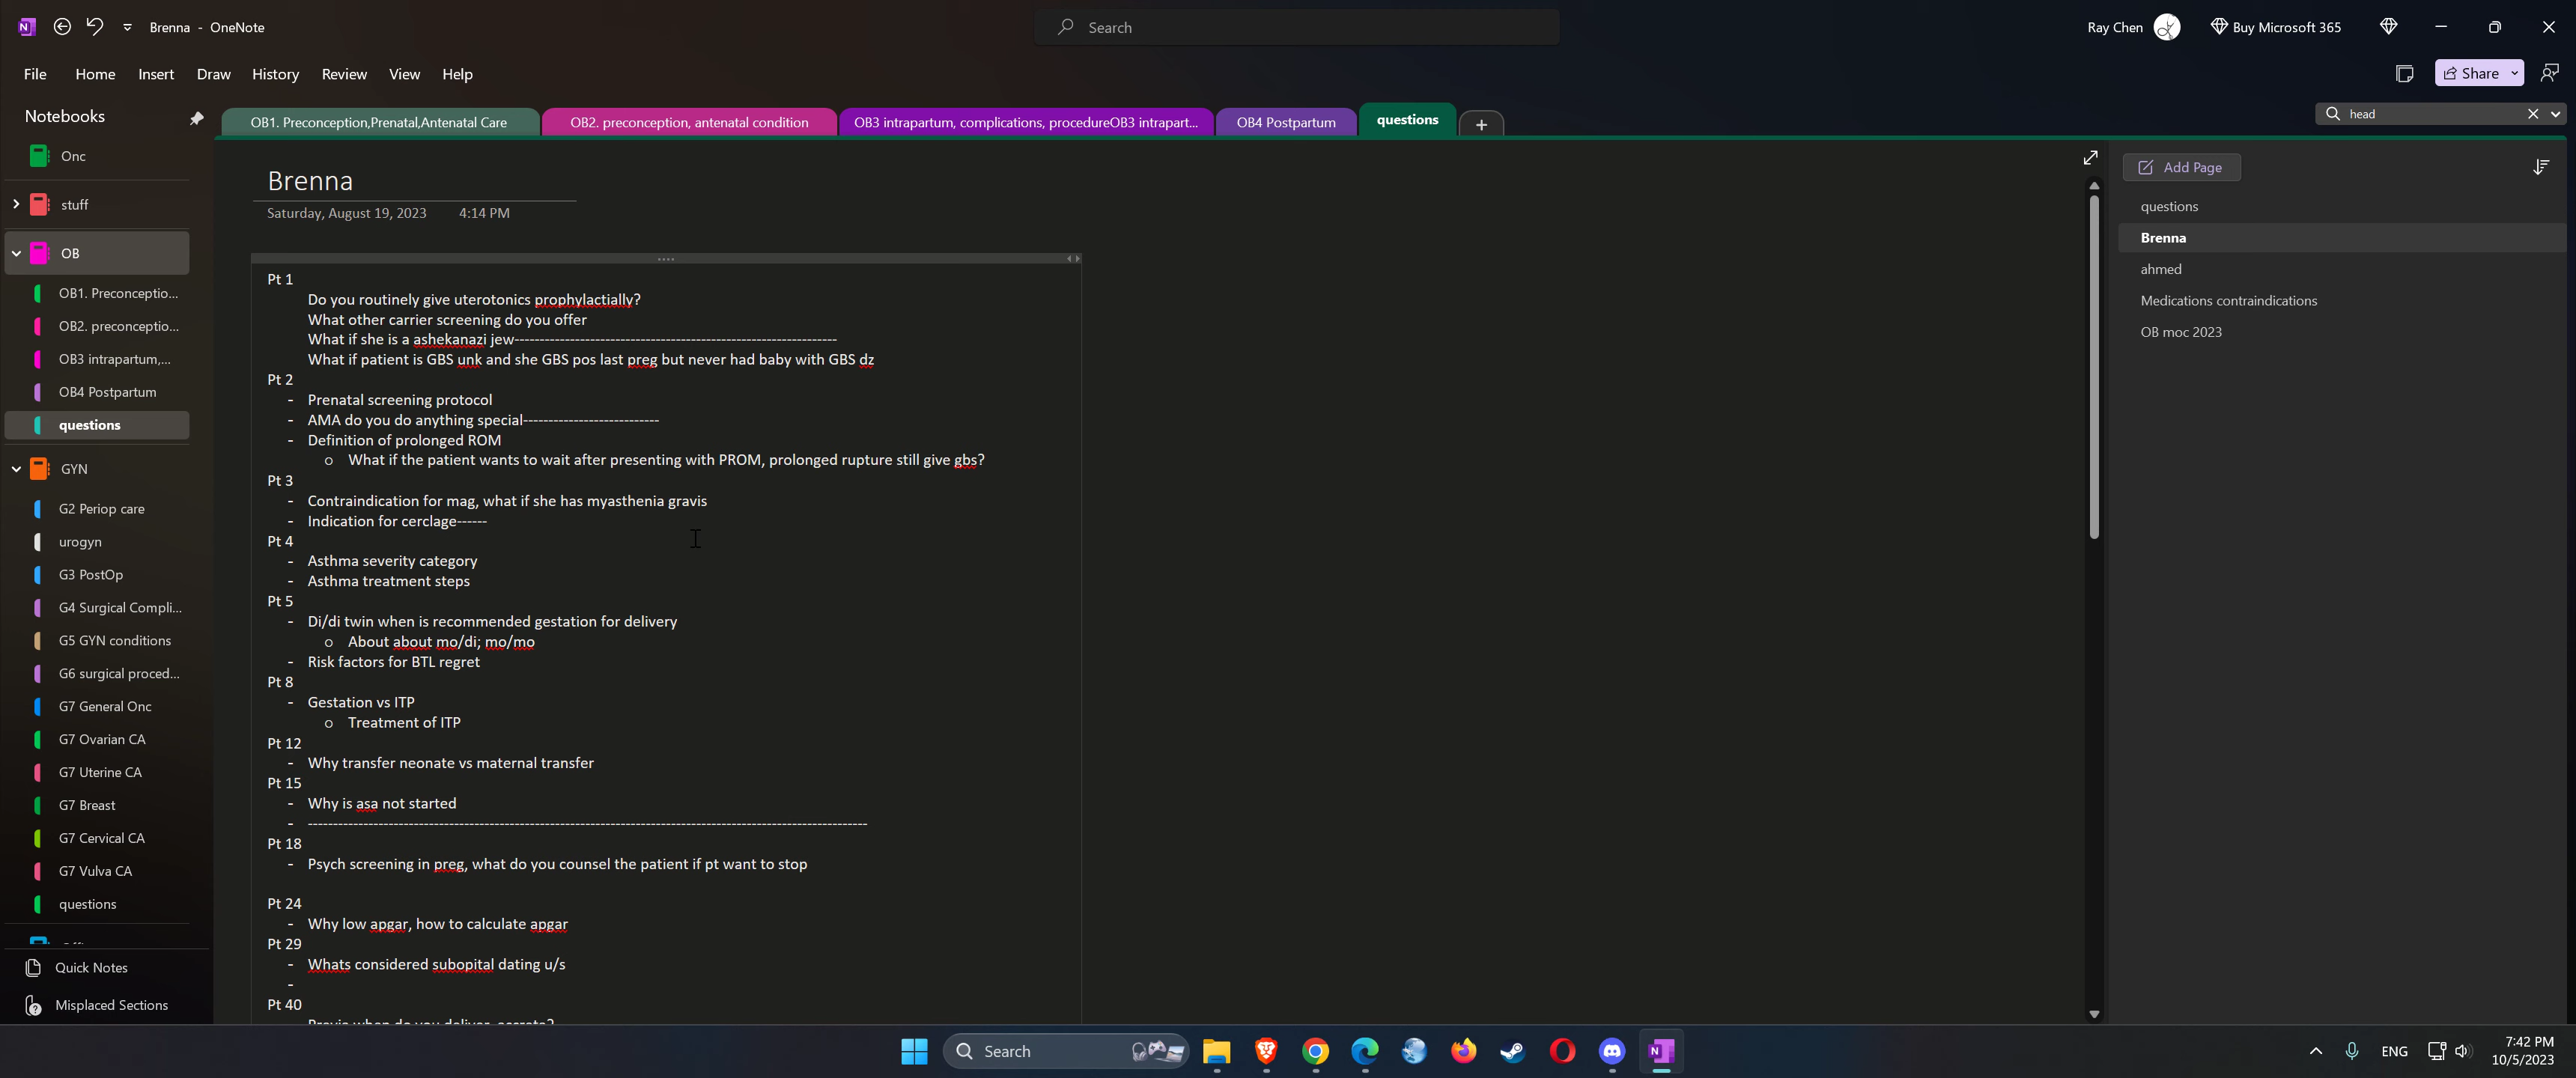 Brenna - OneNote
Search
Ray Chen
Buy Microsoft 365
File Home Insert Draw History Review View Help
Share
Notebooks
OB1. Preconception,Prenatal,Antenatal Care
OB2. preconception, antenatal condition
OB3 intrapartum, complications, procedureOB3 intrapart...
OB4 Postpartum
questions
+
head
Onc
stuff
OB
OB1. Preconceptio...
OB2. preconceptio...
OB3 intrapartum,...
OB4 Postpartum
questions
GYN
G2 Periop care
urogyn
G3 PostOp
G4 Surgical Compli...
G5 GYN conditions
G6 surgical proced...
G7 General Onc
G7 Ovarian CA
G7 Uterine CA
G7 Breast
G7 Cervical CA
G7 Vulva CA
questions
Quick Notes
Misplaced Sections
Brenna
Saturday, August 19, 2023 4:14 PM
Pt 1
Do you routinely give uterotonics prophylactially?
What other carrier screening do you offer
What if she is a ashekanazi jew----------------------------------------------------------------
What if patient is GBS unk and she GBS pos last preg but never had baby with GBS dz
Pt 2
- Prenatal screening protocol
- AMA do you do anything special---------------------------
- Definition of prolonged ROM
o What if the patient wants to wait after presenting with PROM, prolonged rupture still give gbs?
Pt 3
- Contraindication for mag, what if she has myasthenia gravis
- Indication for cerclage------
Pt 4
- Asthma severity category
- Asthma treatment steps
Pt 5
- Di/di twin when is recommended gestation for delivery
o About about mo/di; mo/mo
- Risk factors for BTL regret
Pt 8
- Gestation vs ITP
o Treatment of ITP
Pt 12
- Why transfer neonate vs maternal transfer
Pt 15
- Why is asa not started
- ----------------------------------------------------------------------------------------------------------------
Pt 18
- Psych screening in preg, what do you counsel the patient if pt want to stop
Pt 24
- Why low apgar, how to calculate apgar
Pt 29
- Whats considered subopital dating u/s
-
Pt 40
Add Page
questions
Brenna
ahmed
Medications contraindications
OB moc 2023
Search
ENG
7:42 PM
10/5/2023